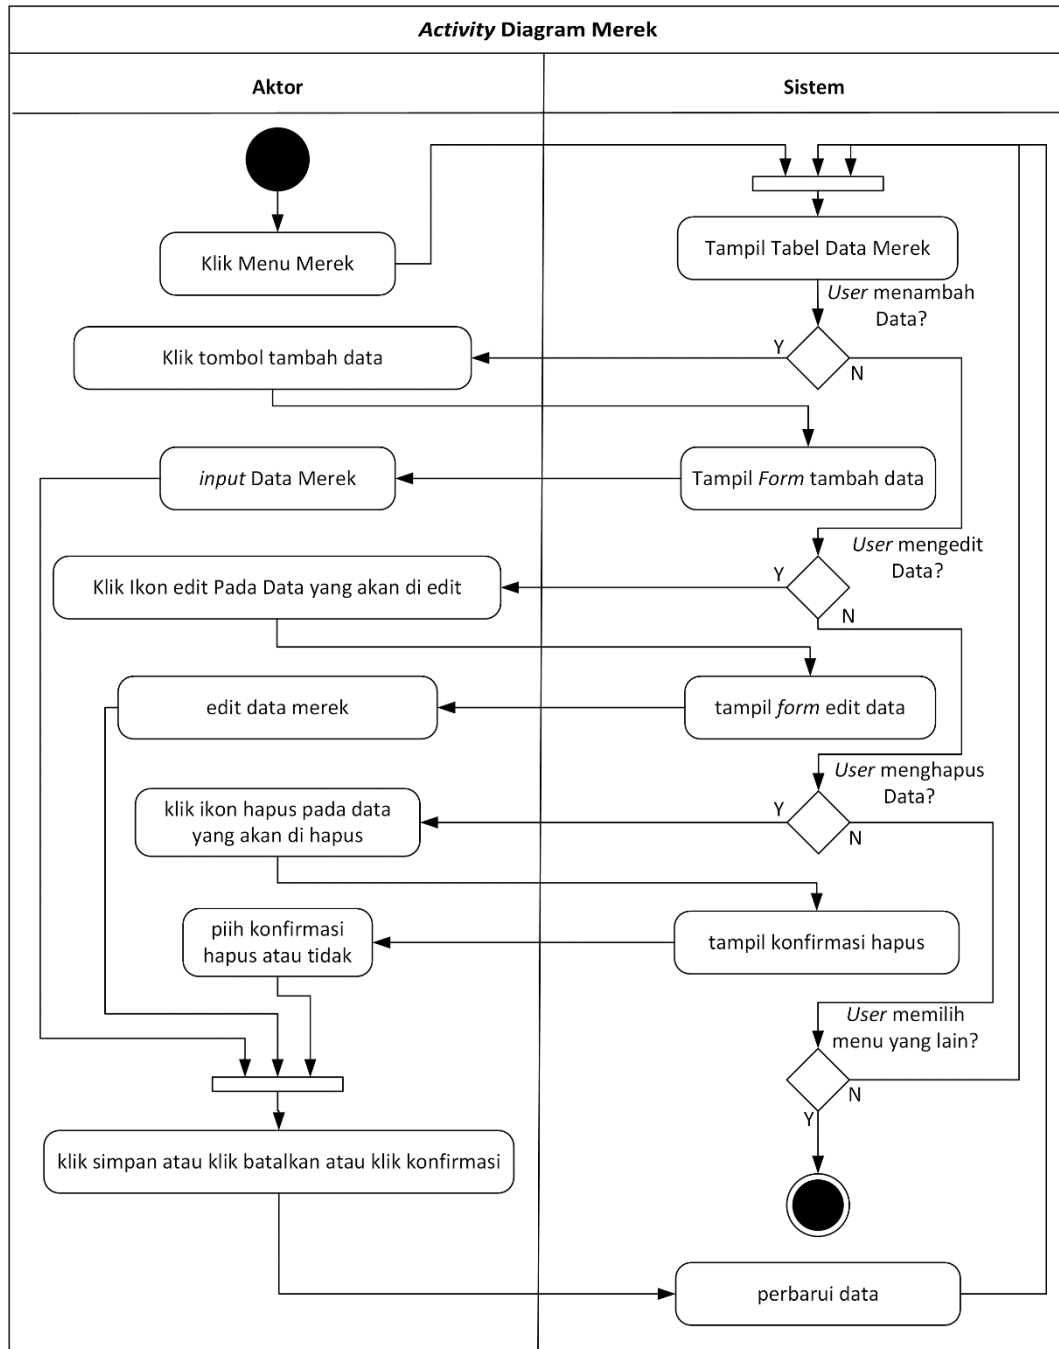 Activity Diagram Merek
Aktor
Sistem
Klik Menu Merek
Tampil Tabel Data Merek
User menambah
Data?
Y
N
Klik tombol tambah data
input Data Merek
Tampil Form tambah data
User mengedit
Data?
Y
N
Klik Ikon edit Pada Data yang akan di edit
edit data merek
tampil form edit data
User menghapus
Data?
Y
N
klik ikon hapus pada data
yang akan di hapus
piih konfirmasi
hapus atau tidak
tampil konfirmasi hapus
User memilih
menu yang lain?
N
Y
klik simpan atau klik batalkan atau klik konfirmasi
perbarui data